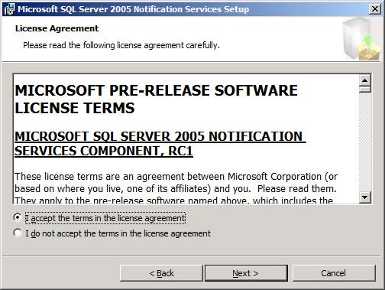 Microsoft SQL Server 2005 Notification Services Setup
License Agreement
Please read the following license agreement carefully.
MICROSOFT PRE-RELEASE SOFTWARE
LICENSE TERMS
MICROSOFT SQL SERVER 2005 NOTIFICATION
SERVICES COMPONENT, RC1
These license terms are an agreement between Microsoft Corporation (or
based on where you live, one of its affiliates) and you. Please read them.
They apply to the pre-release software named above, which includes the
I accept the terms in the license agreement
I do not accept the terms in the license agreement
< Back
Next >
Cancel